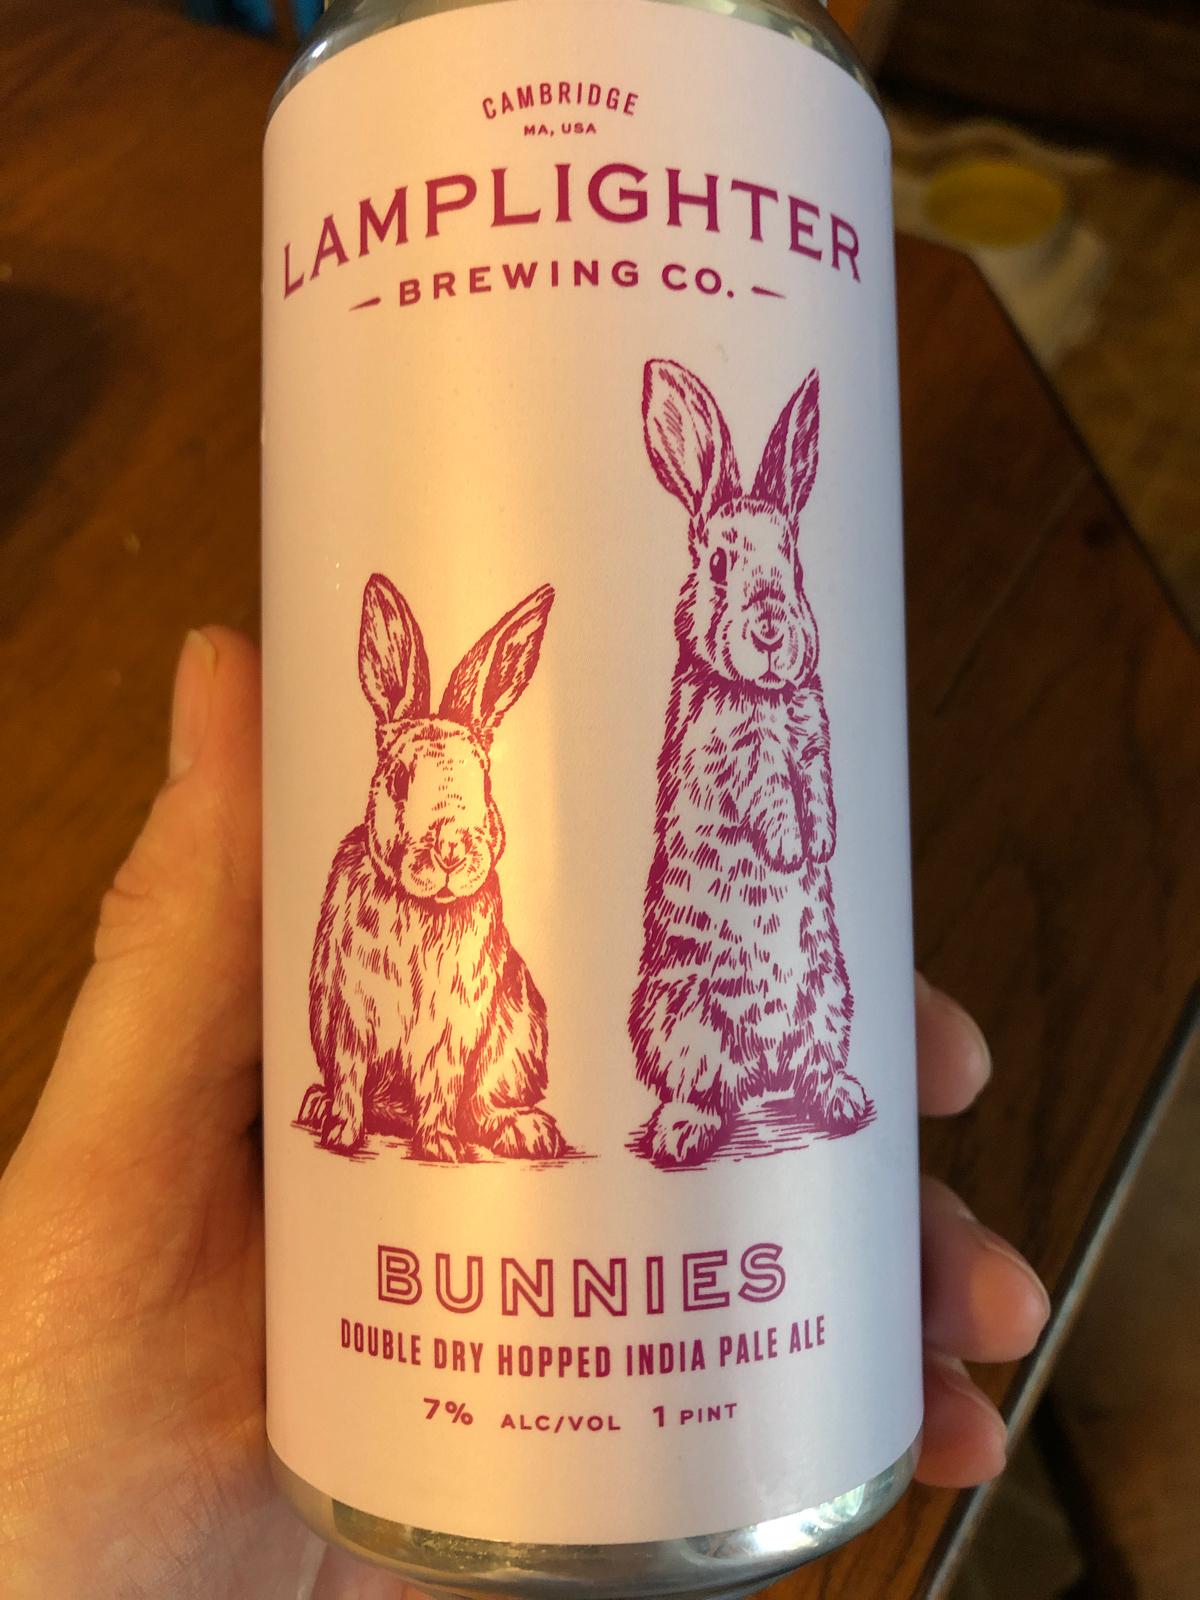 CAMBRIDGE
MA, USA
LAMPLIGHTER
BREWING CO.
BUNNIES
DOUBLE DRY HOPPED INDIA PALE ALE
7% ALC/VOL 1 PINT